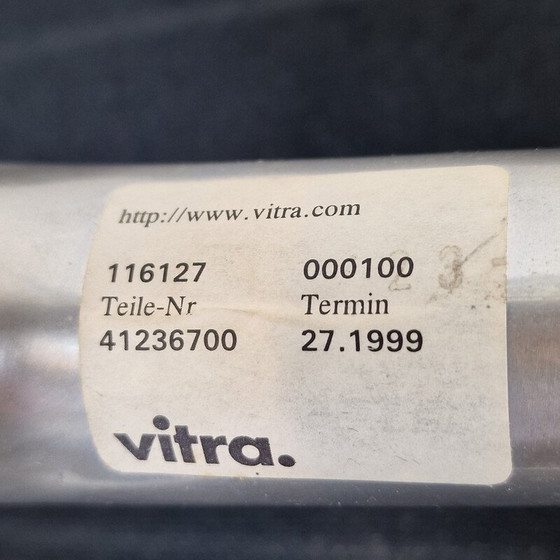 http://www.vitra.com
116127 000100
Teile-Nr Termin
41236700 27.1999
vitra.